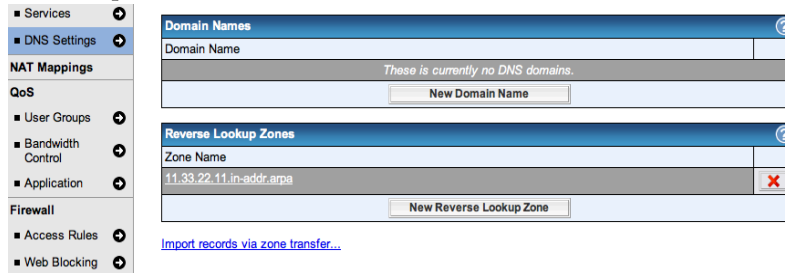 Services
DNS Settings
NAT Mappings
QoS
User Groups
Bandwidth
Control
Application
Firewall
Access Rules
Web Blocking
Domain Names
Domain Name
These is currently no DNS domains.
New Domain Name
Reverse Lookup Zones
Zone Name
11.33.22.11.in-addr.arpa
New Reverse Lookup Zone
Import records via zone transfer...